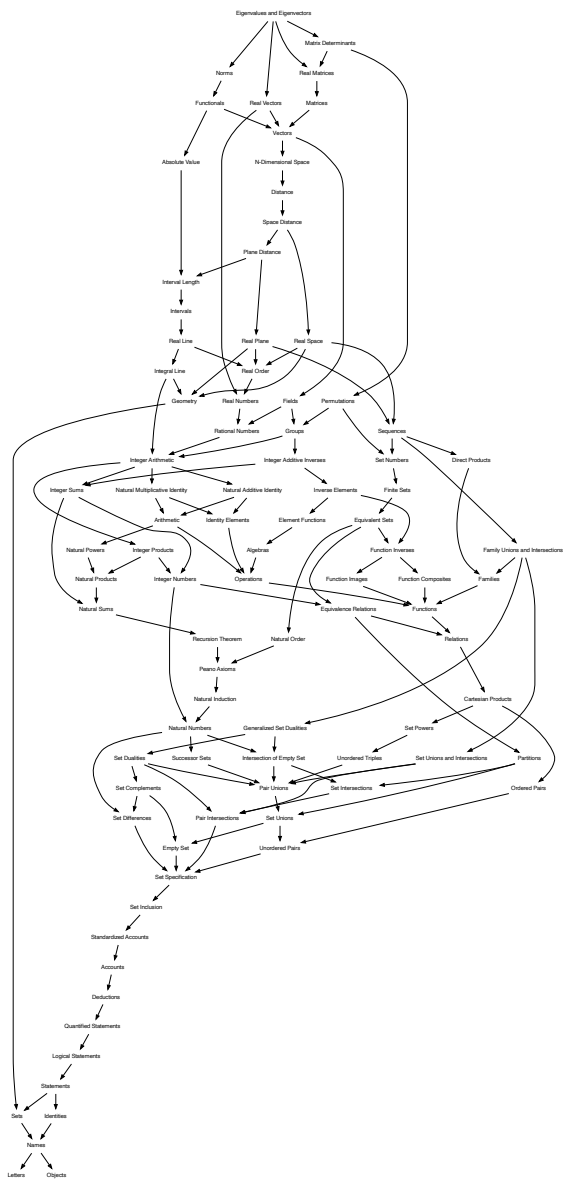 Eigenvalues and Eigenvectors
Matrix Determinants
Norms
Real Matrices
Functionals
Real Vectors
Matrices
Vectors
Absolute Value
N-Dimensional Space
Distance
Space Distance
Plane Distance
Interval Length
Intervals
Real Line
Real Plane
Real Space
Integral Line
Real Order
Geometry
Real Numbers
Fields
Permutations
Rational Numbers
Groups
Sequences
Integer Arithmetic
Integer Additive Inverses
Set Numbers
Direct Products
Integer Sums
Natural Multiplicative Identity
Natural Additive Identity
Inverse Elements
Finite Sets
Arithmetic
Identity Elements
Element Functions
Equivalent Sets
Natural Powers
Integer Products
Algebras
Function Inverses
Family Unions and Intersections
Natural Products
Integer Numbers
Operations
Function Images
Function Composites
Families
Natural Sums
Equivalence Relations
Functions
Recursion Theorem
Natural Order
Relations
Peano Axioms
Natural Induction
Cartesian Products
Natural Numbers
Generalized Set Dualities
Set Powers
Set Dualities
Successor Sets
Intersection of Empty Set
Unordered Triples
Set Unions and Intersections
Partitions
Set Complements
Pair Unions
Set Intersections
Ordered Pairs
Set Differences
Pair Intersections
Set Unions
Empty Set
Unordered Pairs
Set Specification
Set Inclusion
Standardized Accounts
Accounts
Deductions
Quantified Statements
Logical Statements
Statements
Sets
Identities
Names
Letters
Objects